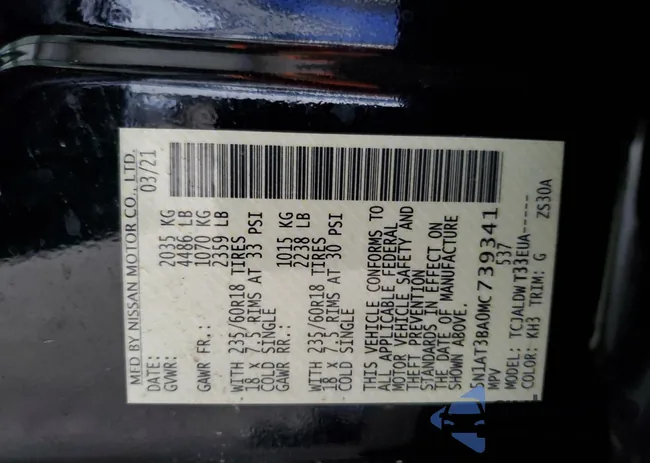 MFD BY NISSAN MOTOR CO., LTD.
DATE: 03/21
GVWR: 2035 KG
4486 LB
GAWR FR.: 1070 KG
2359 LB
WITH 235/60R18 TIRES
18 x 7.5 RIMS AT 33 PSI
COLD SINGLE
GAWR RR.: 1015 KG
2238 LB
WITH 235/60R18 TIRES
18 x 7.5 RIMS AT 30 PSI
COLD SINGLE
THIS VEHICLE CONFORMS TO
ALL APPLICABLE FEDERAL
MOTOR VEHICLE SAFETY AND
THEFT PREVENTION
STANDARDS IN EFFECT ON
THE DATE OF MANUFACTURE
SHOWN ABOVE.
5N1AT3BA0MC739341
MPV 537
MODEL: TCJALDWT33EUA-----
COLOR: KH3 TRIM: G ZS30A